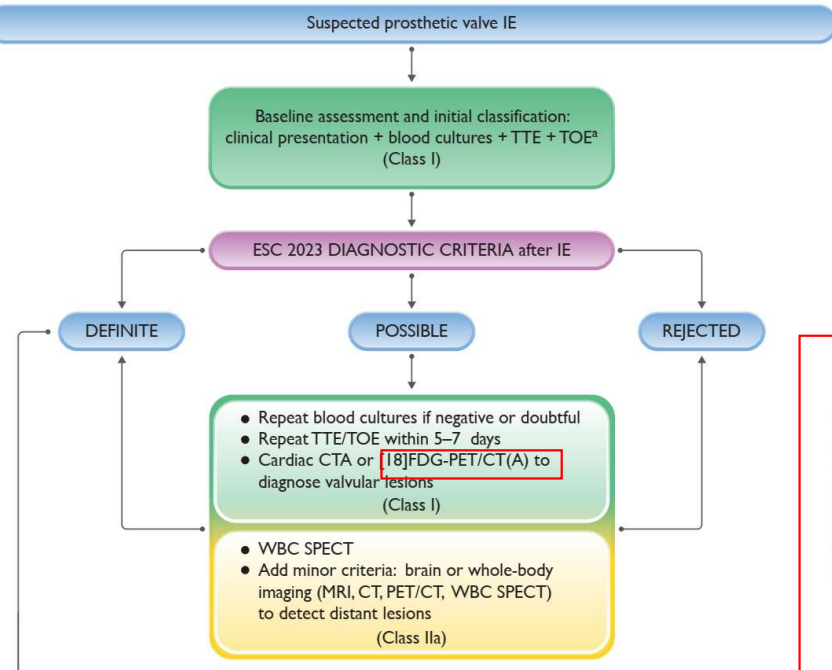 Suspected prosthetic valve IE
Baseline assessment and initial classification:
clinical presentation + blood cultures + TTE + TOEᵃ
(Class I)
ESC 2023 DIAGNOSTIC CRITERIA after IE
DEFINITE
POSSIBLE
REJECTED
● Repeat blood cultures if negative or doubtful
● Repeat TTE/TOE within 5–7 days
● Cardiac CTA or [18]FDG-PET/CT(A) to
diagnose valvular lesions
(Class I)
● WBC SPECT
● Add minor criteria: brain or whole-body
imaging (MRI, CT, PET/CT, WBC SPECT)
to detect distant lesions
(Class IIa)